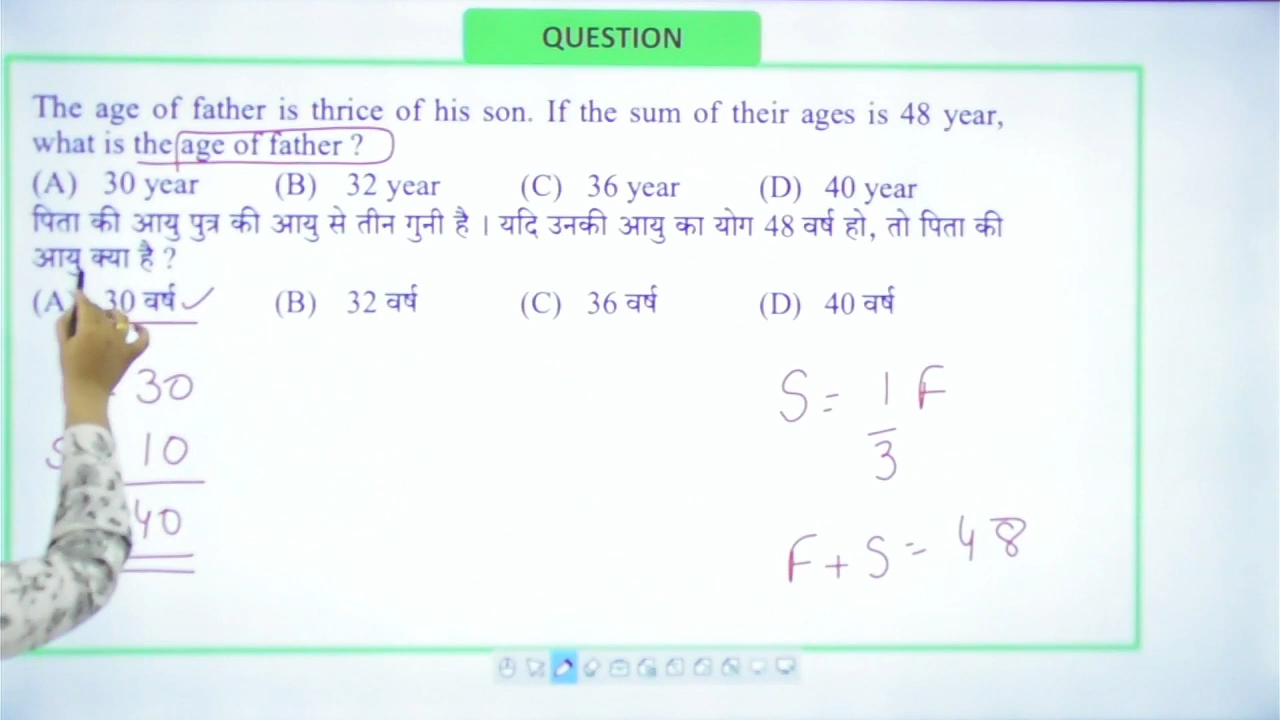 QUESTION
The age of father is thrice of his son. If the sum of their ages is 48 year,
what is the age of father ?
(A) 30 year (B) 32 year (C) 36 year (D) 40 year
पिता की आयु पुत्र की आयु से तीन गुनी है । यदि उनकी आयु का योग 48 वर्ष हो, तो पिता की
आयु क्या है ?
(A) 30 वर्ष (B) 32 वर्ष (C) 36 वर्ष (D) 40 वर्ष
30
10
40
S = 1/3 F
F + S = 48